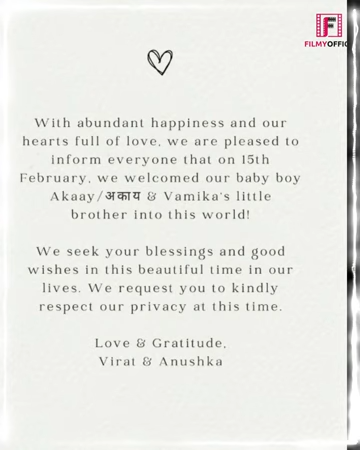 FILMYOFFIC
With abundant happiness and our
hearts full of love, we are pleased to
inform everyone that on 15th
February, we welcomed our baby boy
Akaay/अकाय & Vamika's little
brother into this world!
We seek your blessings and good
wishes in this beautiful time in our
lives. We request you to kindly
respect our privacy at this time.
Love & Gratitude,
Virat & Anushka